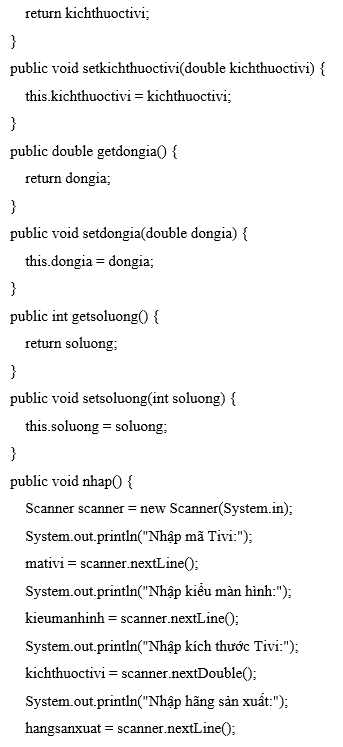 return kichthuoctivi;
}
public void setkichthuoctivi(double kichthuoctivi) {
this.kichthuoctivi = kichthuoctivi;
}
public double getdongia() {
return dongia;
}
public void setdongia(double dongia) {
this.dongia = dongia;
}
public int getsoluong() {
return soluong;
}
public void setsoluong(int soluong) {
this.soluong = soluong;
}
public void nhap() {
Scanner scanner = new Scanner(System.in);
System.out.println("Nhập mã Tivi:");
mativi = scanner.nextLine();
System.out.println("Nhập kiểu màn hình:");
kieumanhinh = scanner.nextLine();
System.out.println("Nhập kích thước Tivi:");
kichthuoctivi = scanner.nextDouble();
System.out.println("Nhập hãng sản xuất:");
hangsanxuat = scanner.nextLine();